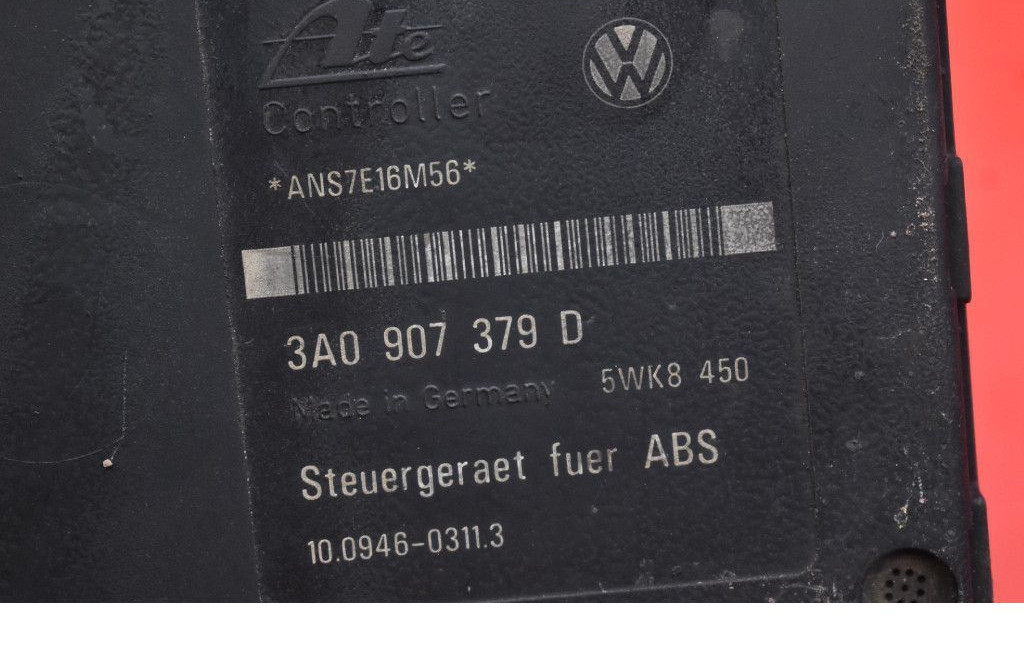 Ate
Controller
*ANS7E16M56*
3A0 907 379 D
Made in Germany 5WK8 450
Steuergeraet fuer ABS
10.0946-0311.3